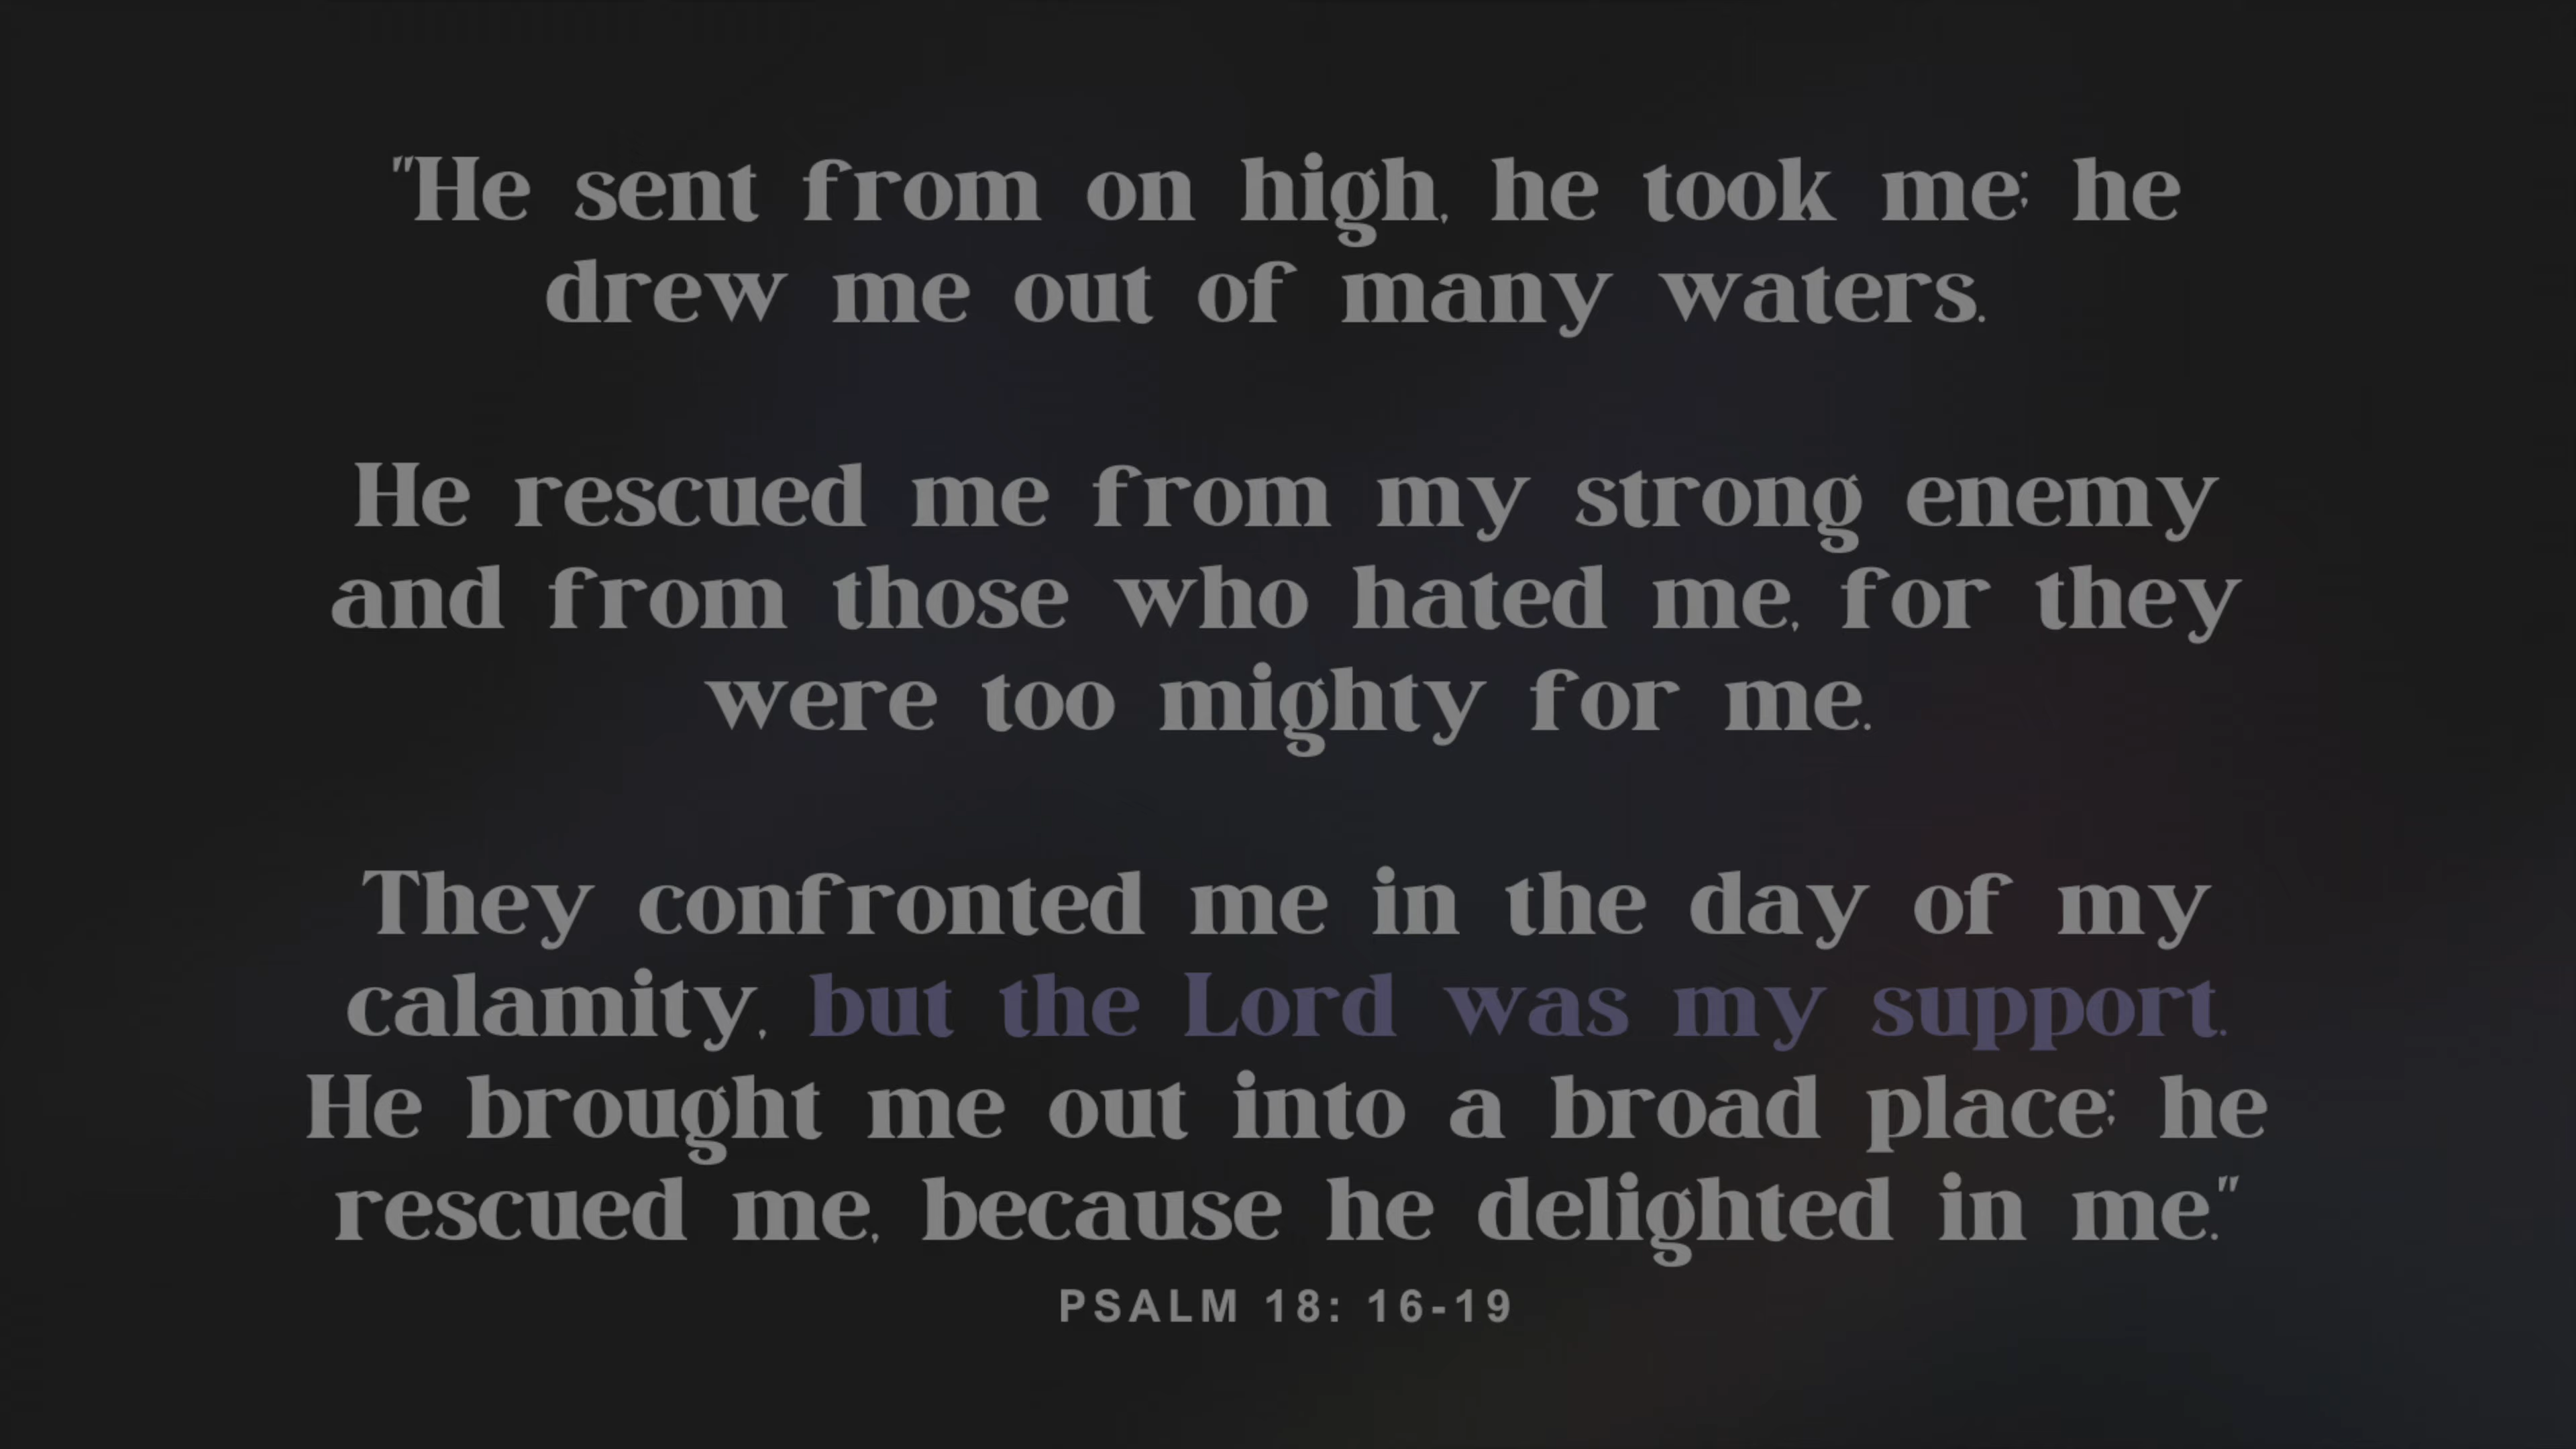 "He sent from on high, he took me; he
drew me out of many waters.
He rescued me from my strong enemy
and from those who hated me, for they
were too mighty for me.
They confronted me in the day of my
calamity, but the Lord was my support.
He brought me out into a broad place; he
rescued me, because he delighted in me."
PSALM 18: 16-19